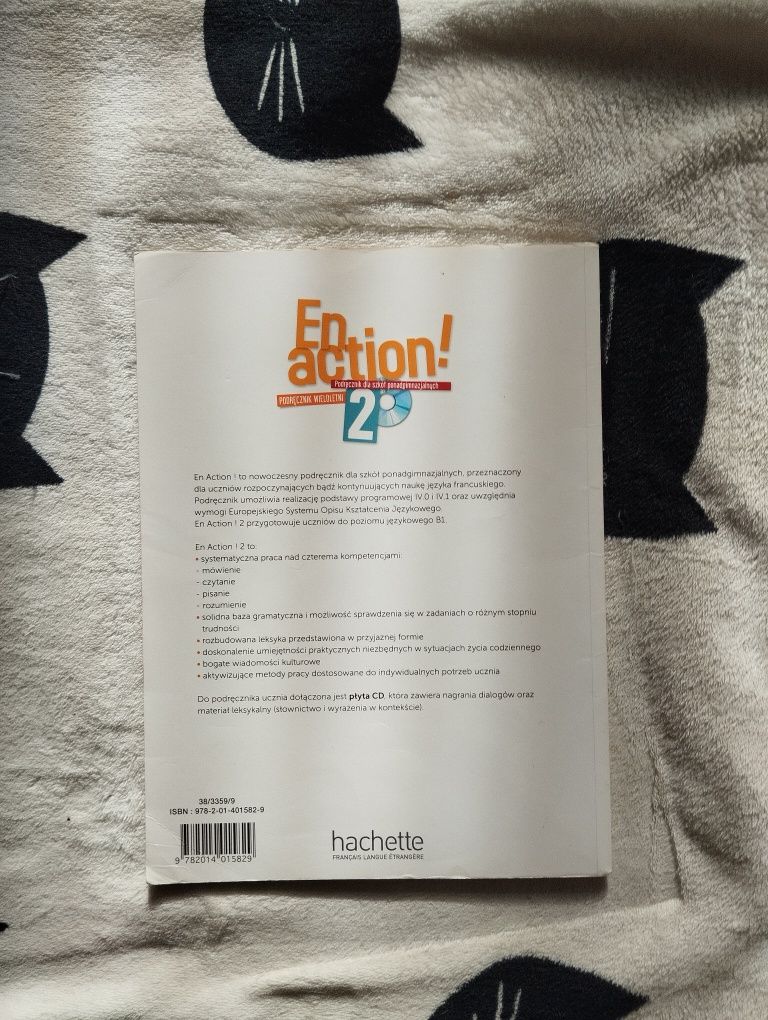 En
action!
Podręcznik dla szkół ponadgimnazjalnych
PODRĘCZNIK WIELOLETNI
2
En Action ! to nowoczesny podręcznik dla szkół ponadgimnazjalnych, przeznaczony
dla uczniów rozpoczynających bądź kontynuujących naukę języka francuskiego.
Podręcznik umożliwia realizację podstawy programowej IV.0 i IV.1 oraz uwzględnia
wymogi Europejskiego Systemu Opisu Kształcenia Językowego.
En Action ! 2 przygotowuje uczniów do poziomu językowego B1.
En Action ! 2 to:
• systematyczna praca nad czterema kompetencjami:
- mówienie
- czytanie
- pisanie
- rozumienie
• solidna baza gramatyczna i możliwość sprawdzenia się w zadaniach o różnym stopniu
trudności
• rozbudowana leksyka przedstawiona w przyjaznej formie
• doskonalenie umiejętności praktycznych niezbędnych w sytuacjach życia codziennego
• bogate wiadomości kulturowe
• aktywizujące metody pracy dostosowane do indywidualnych potrzeb ucznia
Do podręcznika ucznia dołączona jest płyta CD, która zawiera nagrania dialogów oraz
materiał leksykalny (słownictwo i wyrażenia w kontekście).
38/3359/9
ISBN : 978-2-01-401582-9
9 782014 015829
hachette
FRANÇAIS LANGUE ÉTRANGÈRE